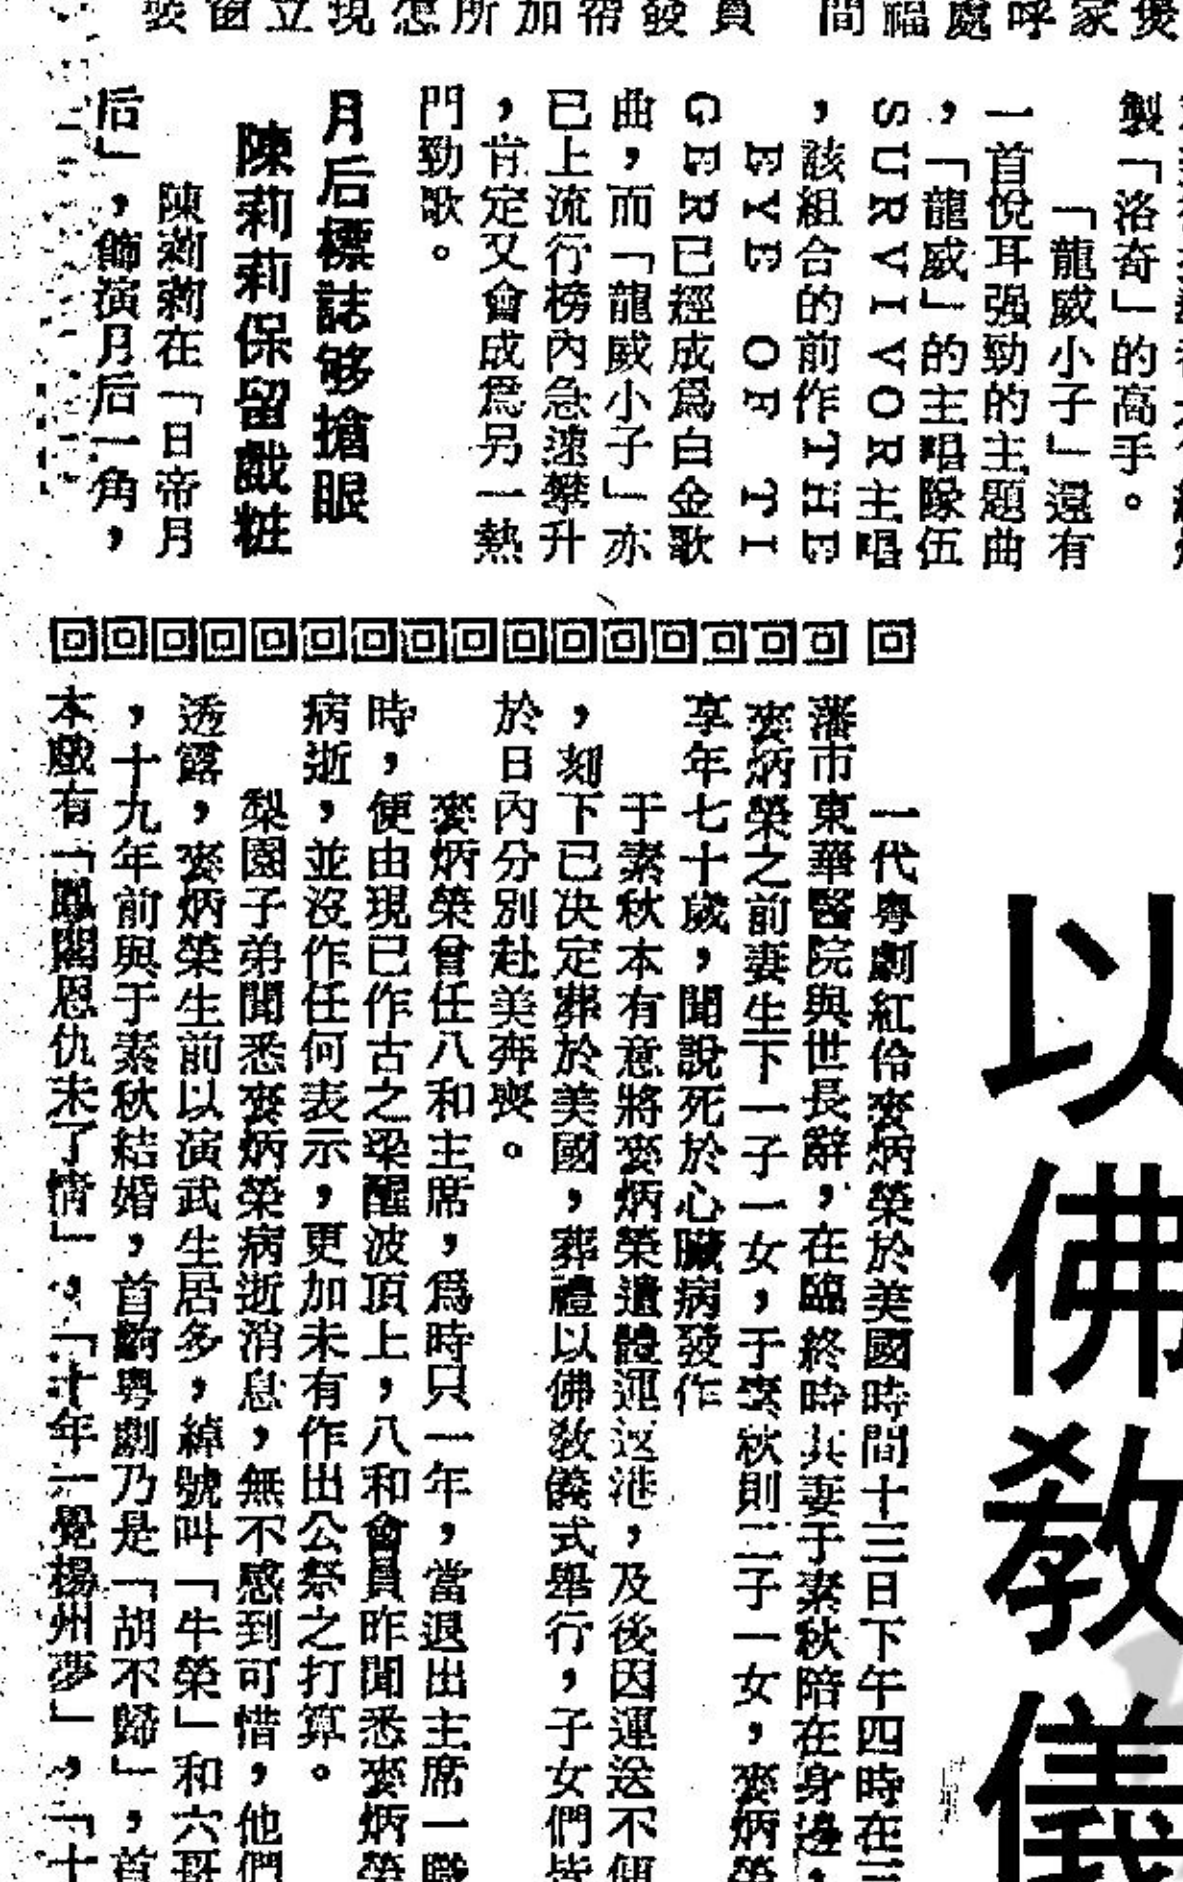 製「洛奇」的高手。
「龍威小子」還有
一首悅耳强勁的主題曲
，「龍威」的主唱隊伍
SURVIVOR主唱
，該組合的前作THE
EYE OF TI
GER已經成爲白金歌
曲，而「龍威小子」亦
已上流行榜內急速攀升
，肯定又會成爲另一熱
門勁歌。
月后標誌够搶眼
陳莉莉保留戲粧
陳莉莉在「日帝月
后」，飾演月后一角，
以佛敎儀
一代粵劇紅伶麥炳榮於美國時間十三日下午四時在三
藩市東華醫院與世長辭，在臨終時其妻于素秋陪在身邊，
麥炳榮之前妻生下一子一女，于素秋則二子一女，麥炳榮
享年七十歲，聞說死於心臟病發作
于素秋本有意將麥炳榮遺體運返港，及後因運送不便
，刻下已決定葬於美國，葬禮以佛敎儀式舉行，子女們皆
於日內分別赴美奔喪。
麥炳榮曾任八和主席，爲時只一年，當退出主席一職
時，便由現已作古之梁醒波頂上，八和會員昨聞悉麥炳榮
病逝，並沒作任何表示，更加未有作出公祭之打算。
梨園子弟聞悉麥炳榮病逝消息，無不感到可惜，他們
透露，麥炳榮生前以演武生居多，綽號叫「牛榮」和六哥
，十九年前與于素秋結婚，首齣粵劇乃是「胡不歸」，首
本戲有「鳳閣恩仇未了情」，「十年一覺揚州夢」，「十